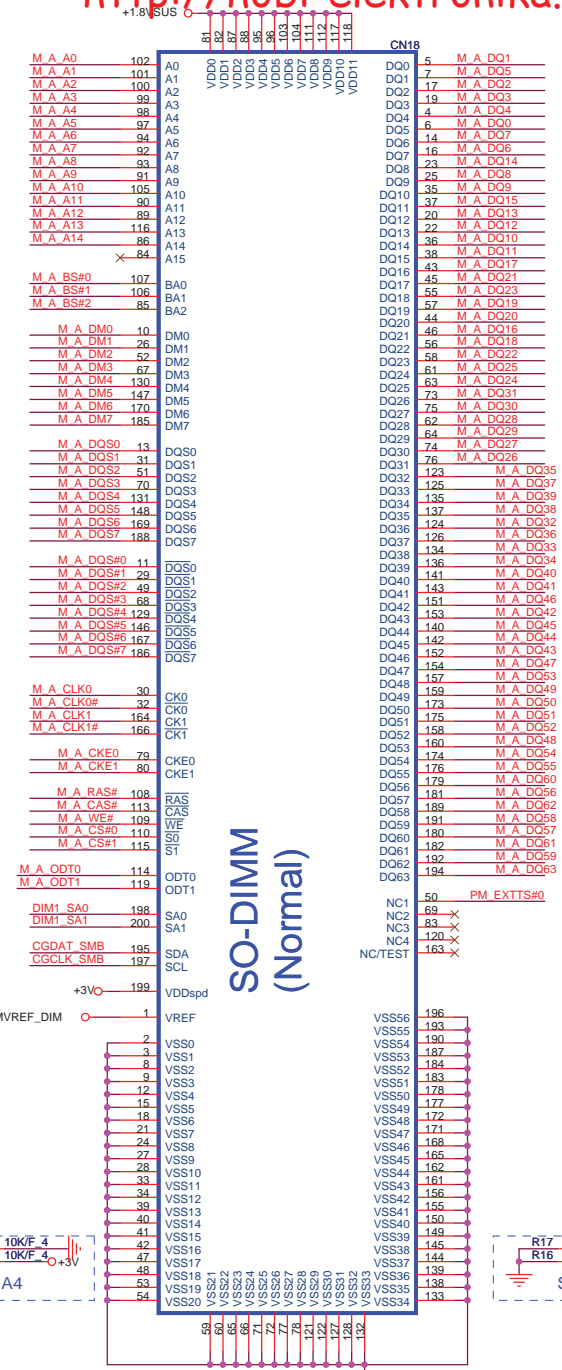 +1.8VSUS
81 82 87 88 95 96 103 104 111 112 117 118
CN18
VDD0 VDD1 VDD2 VDD3 VDD4 VDD5 VDD6 VDD7 VDD8 VDD9 VDD10 VDD11
M_A_A0 102 A0
M_A_A1 101 A1
M_A_A2 100 A2
M_A_A3 99 A3
M_A_A4 98 A4
M_A_A5 97 A5
M_A_A6 94 A6
M_A_A7 92 A7
M_A_A8 93 A8
M_A_A9 91 A9
M_A_A10 105 A10
M_A_A11 90 A11
M_A_A12 89 A12
M_A_A13 116 A13
M_A_A14 86 A14
84 A15
M_A_BS#0 107 BA0
M_A_BS#1 106 BA1
M_A_BS#2 85 BA2
M_A_DM0 10 DM0
M_A_DM1 26 DM1
M_A_DM2 52 DM2
M_A_DM3 67 DM3
M_A_DM4 130 DM4
M_A_DM5 147 DM5
M_A_DM6 170 DM6
M_A_DM7 185 DM7
M_A_DQS0 13 DQS0
M_A_DQS1 31 DQS1
M_A_DQS2 51 DQS2
M_A_DQS3 70 DQS3
M_A_DQS4 131 DQS4
M_A_DQS5 148 DQS5
M_A_DQS6 169 DQS6
M_A_DQS7 188 DQS7
M_A_DQS#0 11 DQS0
M_A_DQS#1 29 DQS1
M_A_DQS#2 49 DQS2
M_A_DQS#3 68 DQS3
M_A_DQS#4 129 DQS4
M_A_DQS#5 146 DQS5
M_A_DQS#6 167 DQS6
M_A_DQS#7 186 DQS7
M_A_CLK0 30 CK0
M_A_CLK0# 32 CK0
M_A_CLK1 164 CK1
M_A_CLK1# 166 CK1
M_A_CKE0 79 CKE0
M_A_CKE1 80 CKE1
M_A_RAS# 108 RAS
M_A_CAS# 113 CAS
M_A_WE# 109 WE
M_A_CS#0 110 S0
M_A_CS#1 115 S1
M_A_ODT0 114 ODT0
M_A_ODT1 119 ODT1
DIM1_SA0 198 SA0
DIM1_SA1 200 SA1
CGDAT_SMB 195 SDA
CGCLK_SMB 197 SCL
+3V 199 VDDspd
MVREF_DIM 1 VREF
2 VSS0
3 VSS1
8 VSS2
9 VSS3
12 VSS4
15 VSS5
18 VSS6
21 VSS7
24 VSS8
27 VSS9
28 VSS10
33 VSS11
34 VSS12
39 VSS13
40 VSS14
41 VSS15
42 VSS16
47 VSS17
48 VSS18
53 VSS19
54 VSS20
SO-DIMM
(Normal)
DQ0 5 M_A_DQ1
DQ1 7 M_A_DQ5
DQ2 17 M_A_DQ2
DQ3 19 M_A_DQ3
DQ4 4 M_A_DQ4
DQ5 6 M_A_DQ0
DQ6 14 M_A_DQ7
DQ7 16 M_A_DQ6
DQ8 23 M_A_DQ14
DQ9 25 M_A_DQ8
DQ10 35 M_A_DQ9
DQ11 37 M_A_DQ15
DQ12 20 M_A_DQ13
DQ13 22 M_A_DQ12
DQ14 36 M_A_DQ10
DQ15 38 M_A_DQ11
DQ16 43 M_A_DQ17
DQ17 45 M_A_DQ21
DQ18 55 M_A_DQ23
DQ19 57 M_A_DQ19
DQ20 44 M_A_DQ20
DQ21 46 M_A_DQ16
DQ22 56 M_A_DQ18
DQ23 58 M_A_DQ22
DQ24 61 M_A_DQ25
DQ25 63 M_A_DQ24
DQ26 73 M_A_DQ31
DQ27 75 M_A_DQ30
DQ28 62 M_A_DQ28
DQ29 64 M_A_DQ29
DQ30 74 M_A_DQ27
DQ31 76 M_A_DQ26
DQ32 123 M_A_DQ35
DQ33 125 M_A_DQ37
DQ34 135 M_A_DQ39
DQ35 137 M_A_DQ38
DQ36 124 M_A_DQ32
DQ37 126 M_A_DQ36
DQ38 134 M_A_DQ33
DQ39 136 M_A_DQ34
DQ40 141 M_A_DQ40
DQ41 143 M_A_DQ41
DQ42 151 M_A_DQ46
DQ43 153 M_A_DQ42
DQ44 140 M_A_DQ45
DQ45 142 M_A_DQ44
DQ46 152 M_A_DQ43
DQ47 154 M_A_DQ47
DQ48 157 M_A_DQ53
DQ49 159 M_A_DQ49
DQ50 173 M_A_DQ50
DQ51 175 M_A_DQ51
DQ52 158 M_A_DQ52
DQ53 160 M_A_DQ48
DQ54 174 M_A_DQ54
DQ55 176 M_A_DQ55
DQ56 179 M_A_DQ60
DQ57 181 M_A_DQ56
DQ58 189 M_A_DQ62
DQ59 191 M_A_DQ58
DQ60 180 M_A_DQ57
DQ61 182 M_A_DQ61
DQ62 192 M_A_DQ59
DQ63 194 M_A_DQ63
NC1 50 PM_EXTTS#0
NC2 69
NC3 83
NC4 120
NC/TEST 163
VSS56 196
VSS55 193
VSS54 190
VSS53 187
VSS52 184
VSS51 183
VSS50 178
VSS49 177
VSS48 172
VSS47 171
VSS46 168
VSS45 165
VSS44 162
VSS43 161
VSS42 156
VSS41 155
VSS40 150
VSS39 149
VSS38 145
VSS37 144
VSS36 139
VSS35 138
VSS34 133
VSS21 VSS22 VSS23 VSS24 VSS25 VSS26 VSS27 VSS28 VSS29 VSS30 VSS31 VSS32 VSS33
59 60 65 66 71 72 77 78 121 122 127 128 132
10K/F_4
10K/F_4
+3V
A4
R17
R16